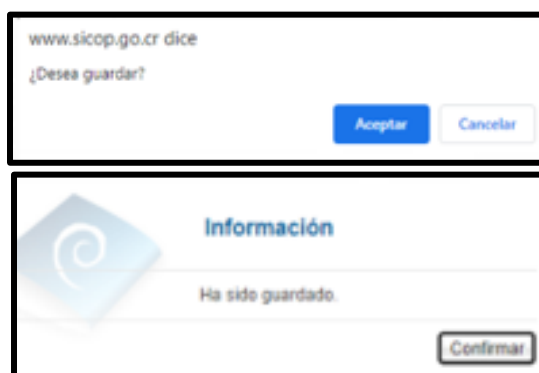 www.sicop.go.cr dice
¿Desea guardar?
Aceptar Cancelar
Información
Ha sido guardado.
Confirmar